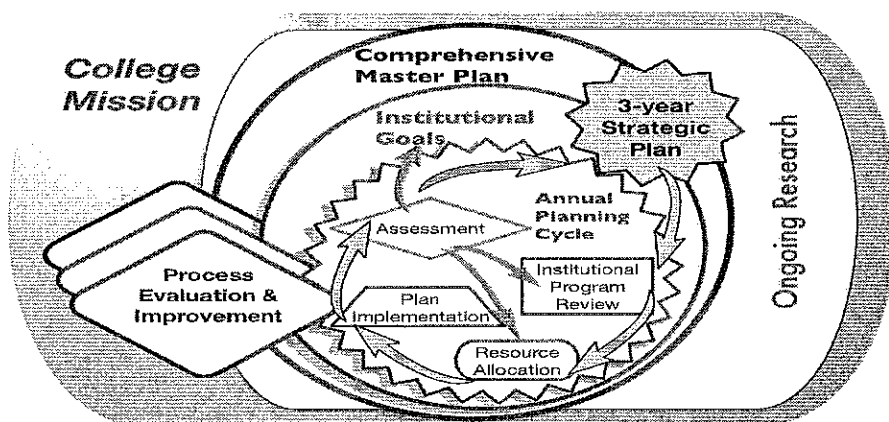 College
Mission
Comprehensive
Master Plan
3-year
Strategic
Plan
Institutional
Goals
Ongoing Research
Annual
Planning
Cycle
Assessment
Institutional
Program
Review
Process
Evaluation &
Improvement
Plan
Implementation
Resource
Allocation